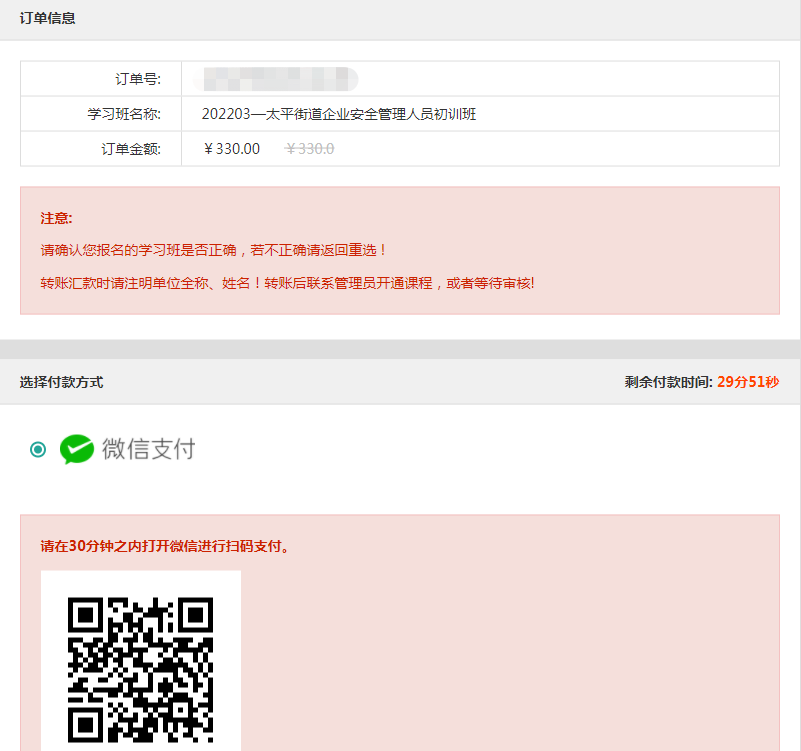 订单信息
订单号:
学习班名称: 202203—太平街道企业安全管理人员初训班
订单金额: ￥330.00 ￥330.0
注意:
请确认您报名的学习班是否正确，若不正确请返回重选！
转账汇款时请注明单位全称、姓名！转账后联系管理员开通课程，或者等待审核!
选择付款方式 剩余付款时间: 29分51秒
微信支付
请在30分钟之内打开微信进行扫码支付。